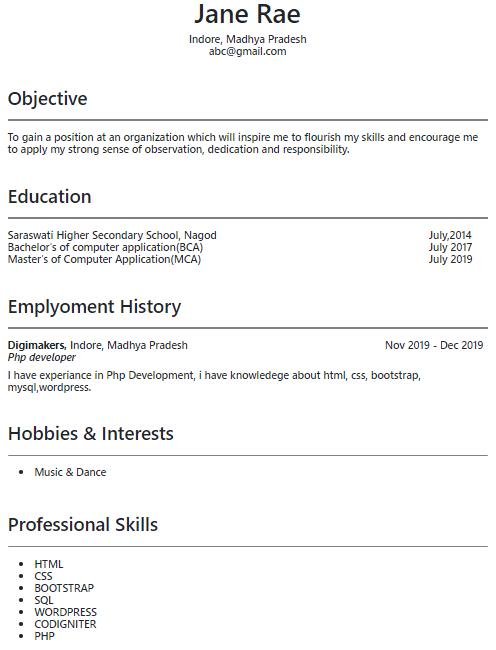 Jane Rae
Indore, Madhya Pradesh
abc@gmail.com
Objective
To gain a position at an organization which will inspire me to flourish my skills and encourage me
to apply my strong sense of observation, dedication and responsibility.
Education
Saraswati Higher Secondary School, Nagod July,2014
Bachelor's of computer application(BCA) July 2017
Master's of Computer Application(MCA) July 2019
Emplyoment History
Digimakers, Indore, Madhya Pradesh Nov 2019 - Dec 2019
Php developer
I have experiance in Php Development, i have knowledege about html, css, bootstrap,
mysql,wordpress.
Hobbies & Interests
• Music & Dance
Professional Skills
• HTML
• CSS
• BOOTSTRAP
• SQL
• WORDPRESS
• CODIGNITER
• PHP